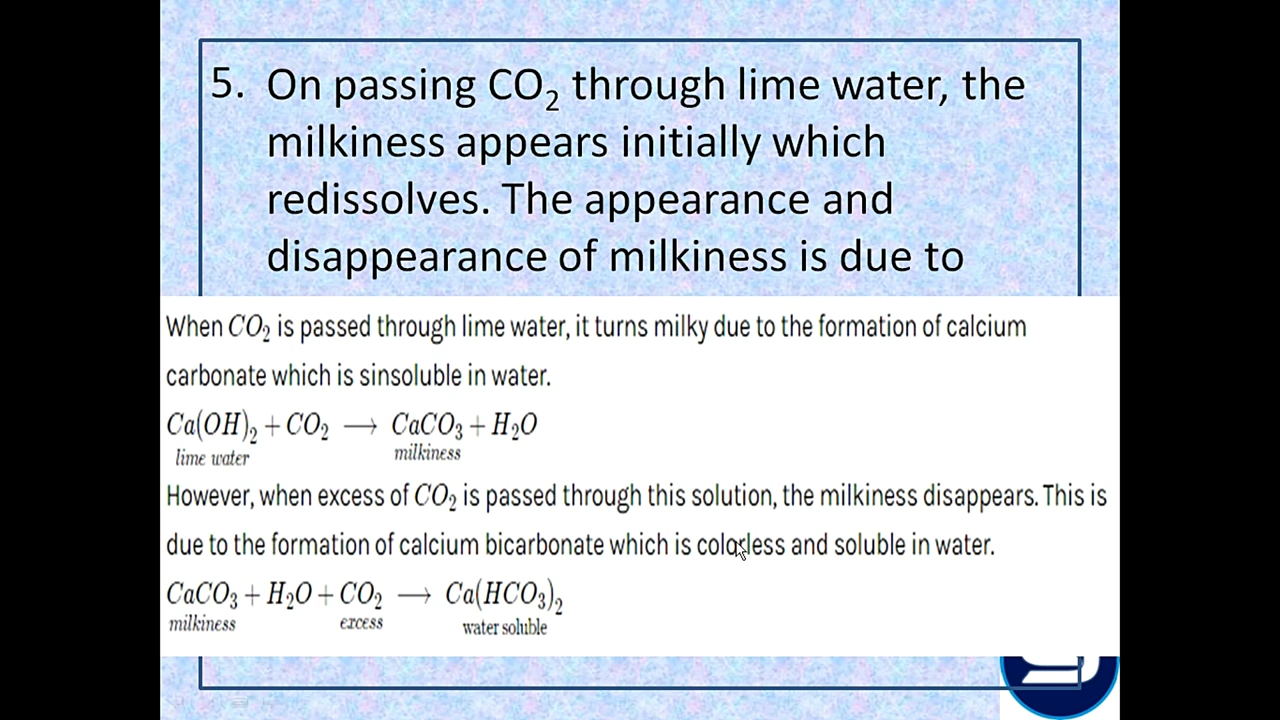 5. On passing CO₂ through lime water, the
milkiness appears initially which
redissolves. The appearance and
disappearance of milkiness is due to
When CO₂ is passed through lime water, it turns milky due to the formation of calcium
carbonate which is sinsoluble in water.
Ca(OH)₂ + CO₂ ⟶ CaCO₃ + H₂O
lime water milkiness
However, when excess of CO₂ is passed through this solution, the milkiness disappears. This is
due to the formation of calcium bicarbonate which is colorless and soluble in water.
CaCO₃ + H₂O + CO₂ ⟶ Ca(HCO₃)₂
milkiness excess water soluble